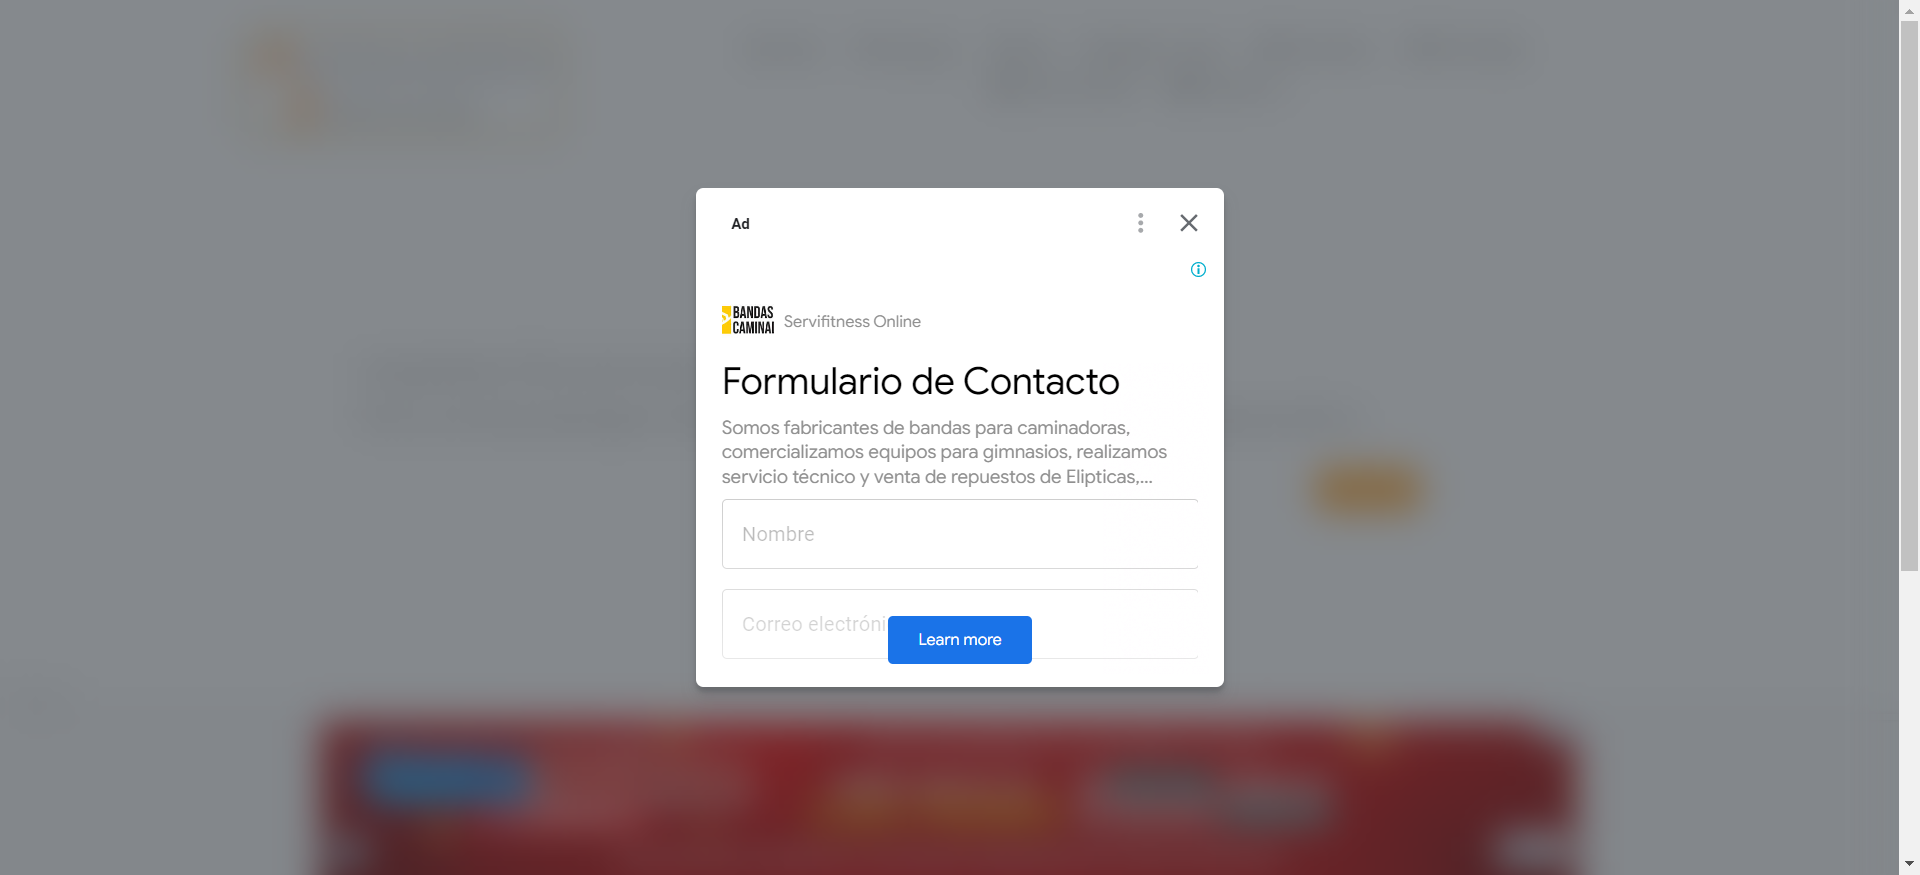 Ad
BANDAS
CAMINAI
Servifitness Online
Formulario de Contacto
Somos fabricantes de bandas para caminadoras,
comercializamos equipos para gimnasios, realizamos
servicio técnico y venta de repuestos de Elipticas,...
Nombre
Correo electróni
Learn more